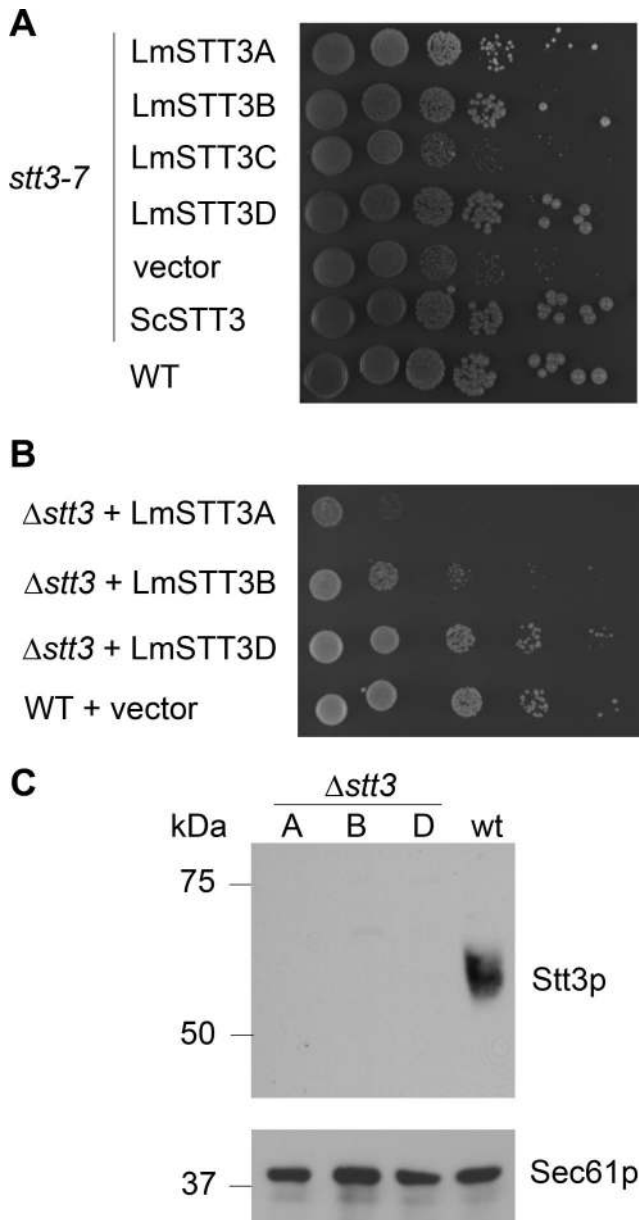 A
stt3-7
LmSTT3A
LmSTT3B
LmSTT3C
LmSTT3D
vector
ScSTT3
WT
B
Δstt3 + LmSTT3A
Δstt3 + LmSTT3B
Δstt3 + LmSTT3D
WT + vector
C
Δstt3
kDa A B D wt
75
Stt3p
50
Sec61p
37